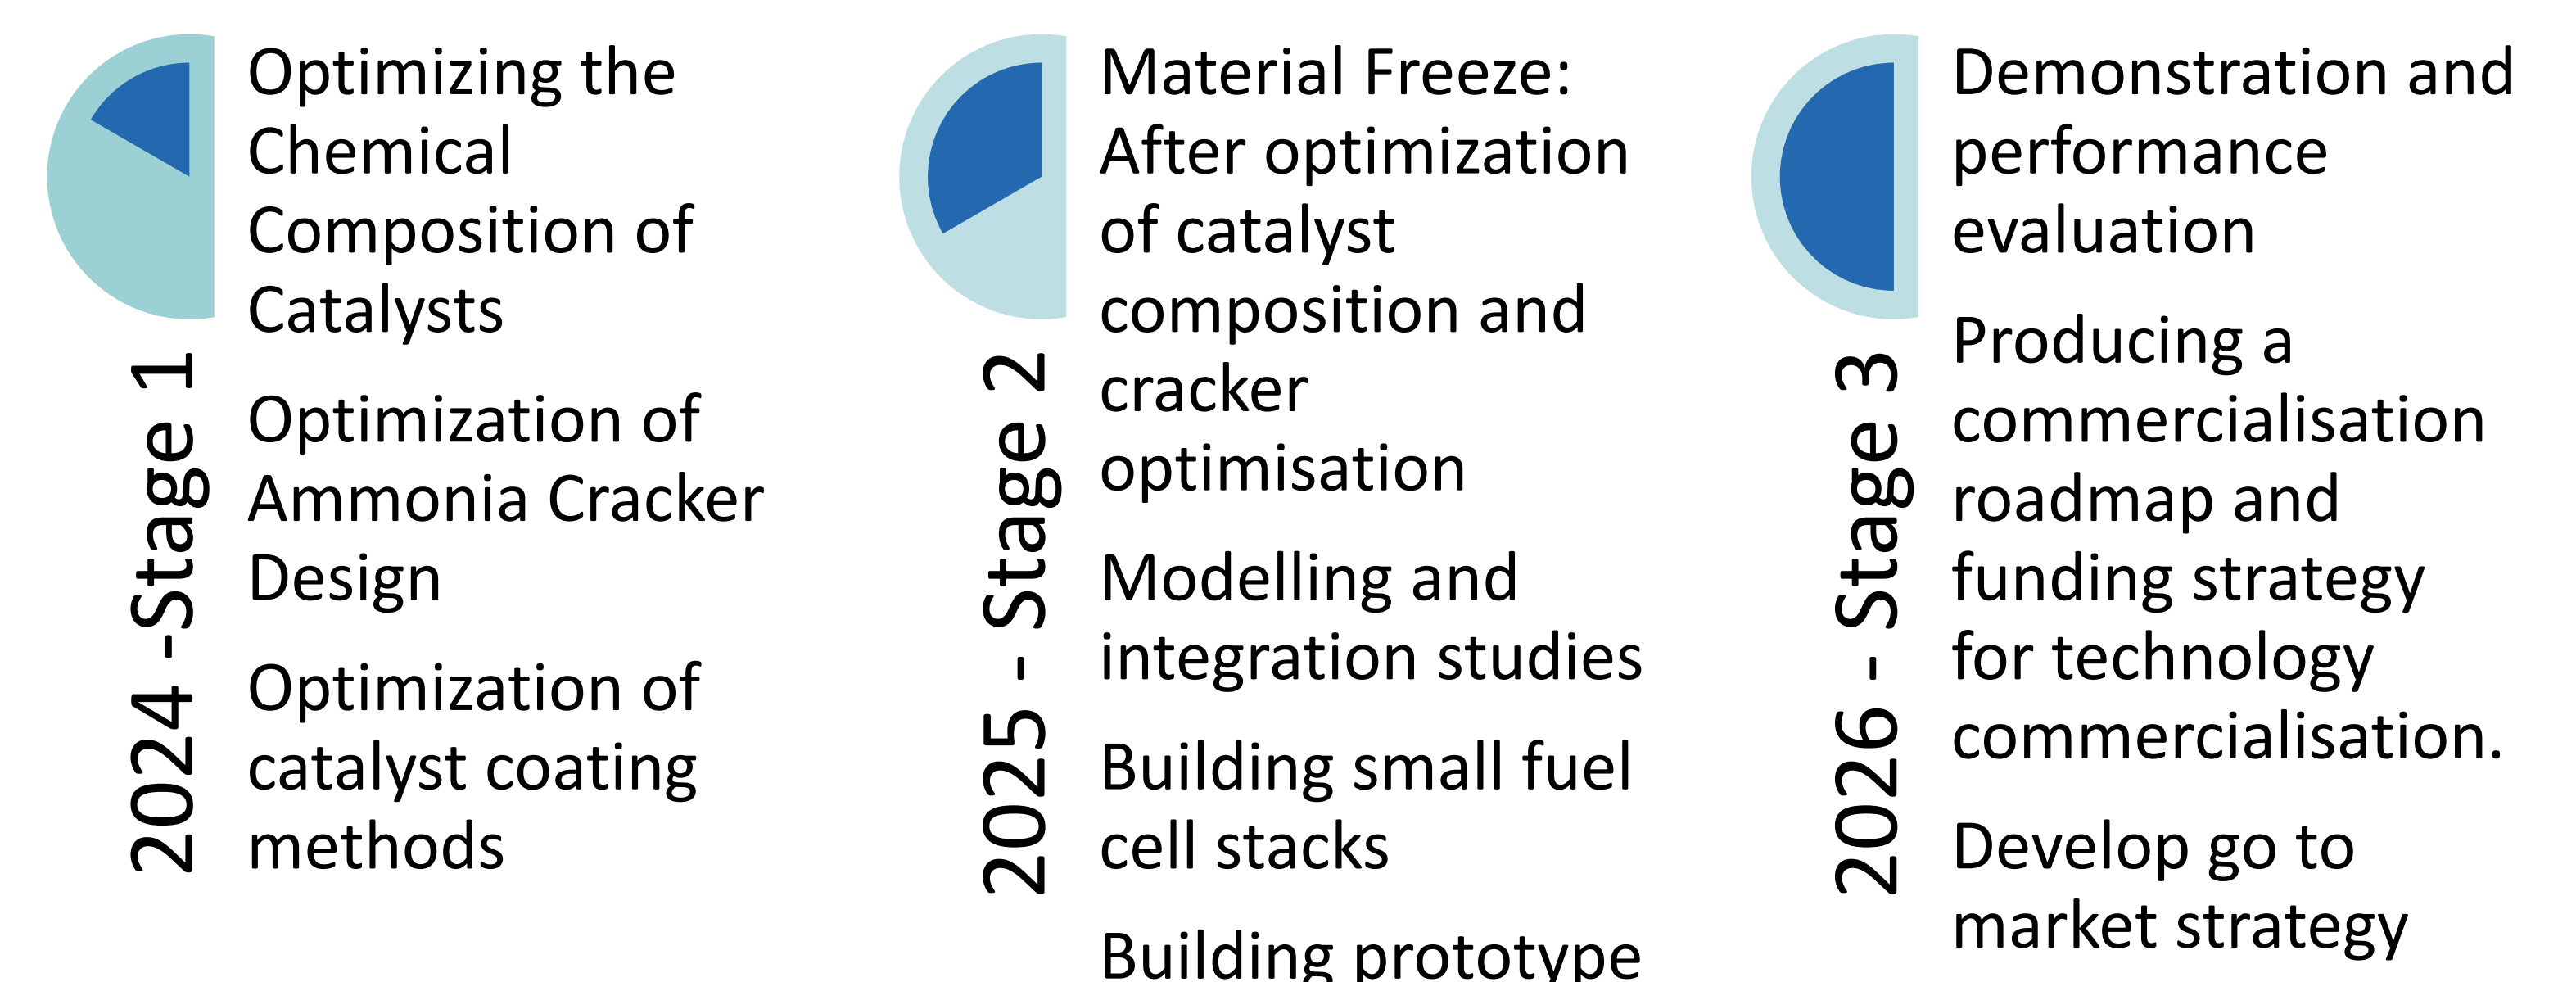 2024 -Stage 1
Optimizing the
Chemical
Composition of
Catalysts
Optimization of
Ammonia Cracker
Design
Optimization of
catalyst coating
methods
2025 - Stage 2
Material Freeze:
After optimization
of catalyst
composition and
cracker
optimisation
Modelling and
integration studies
Building small fuel
cell stacks
Building prototype
2026 - Stage 3
Demonstration and
performance
evaluation
Producing a
commercialisation
roadmap and
funding strategy
for technology
commercialisation.
Develop go to
market strategy